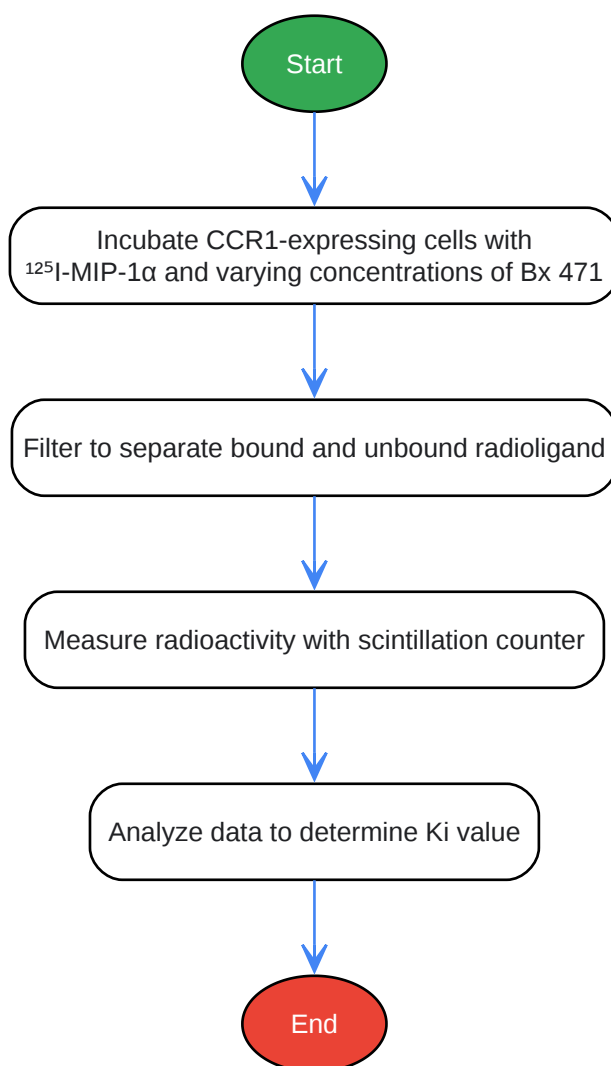 Start
Incubate CCR1-expressing cells with
¹²⁵I-MIP-1α and varying concentrations of Bx 471
Filter to separate bound and unbound radioligand
Measure radioactivity with scintillation counter
Analyze data to determine Ki value
End